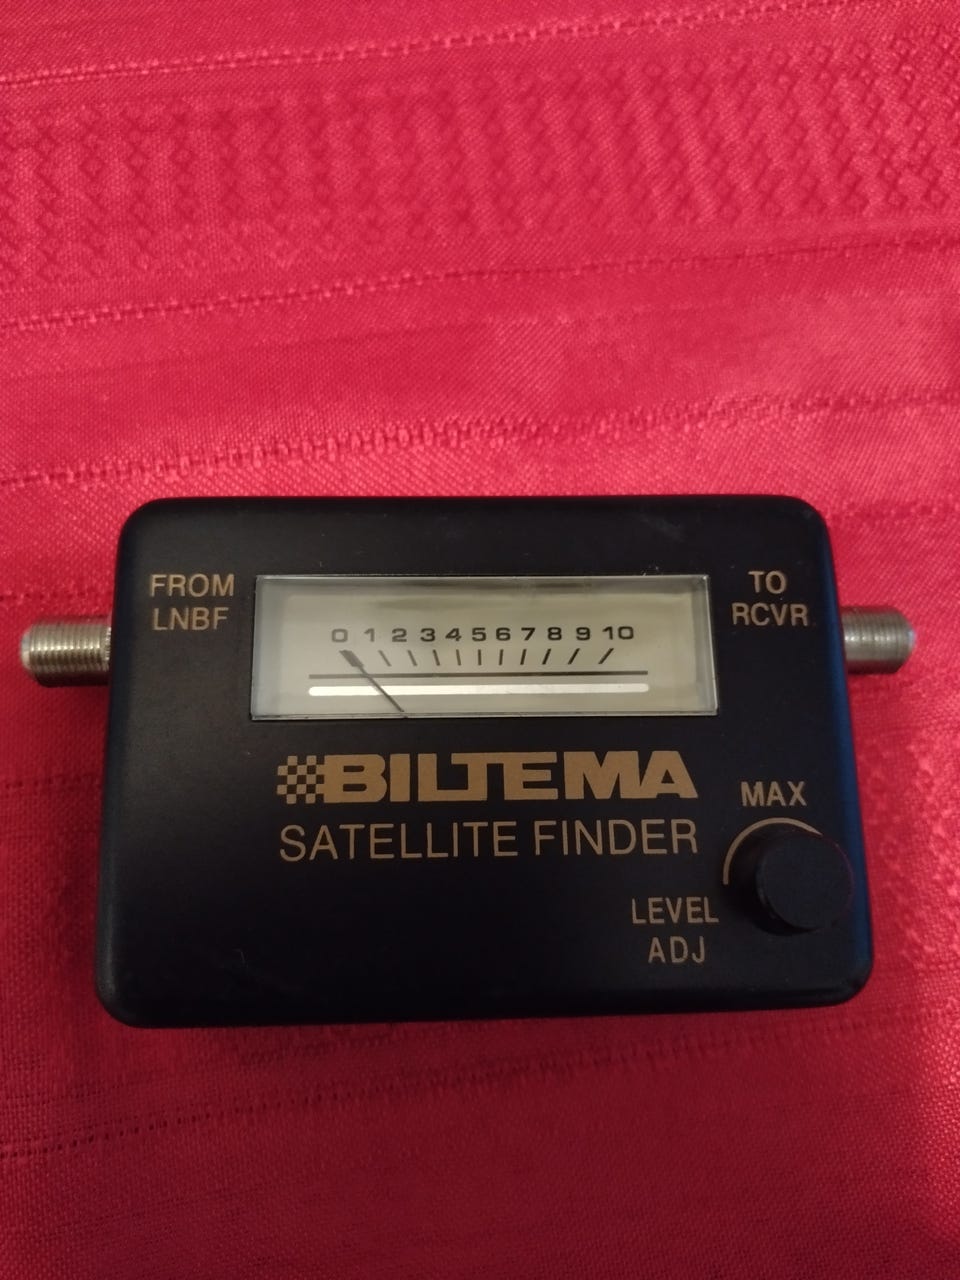 FROM
LNBF
TO
RCVR
0 1 2 3 4 5 6 7 8 9 10
BILTEMA
SATELLITE FINDER
MAX
LEVEL
ADJ